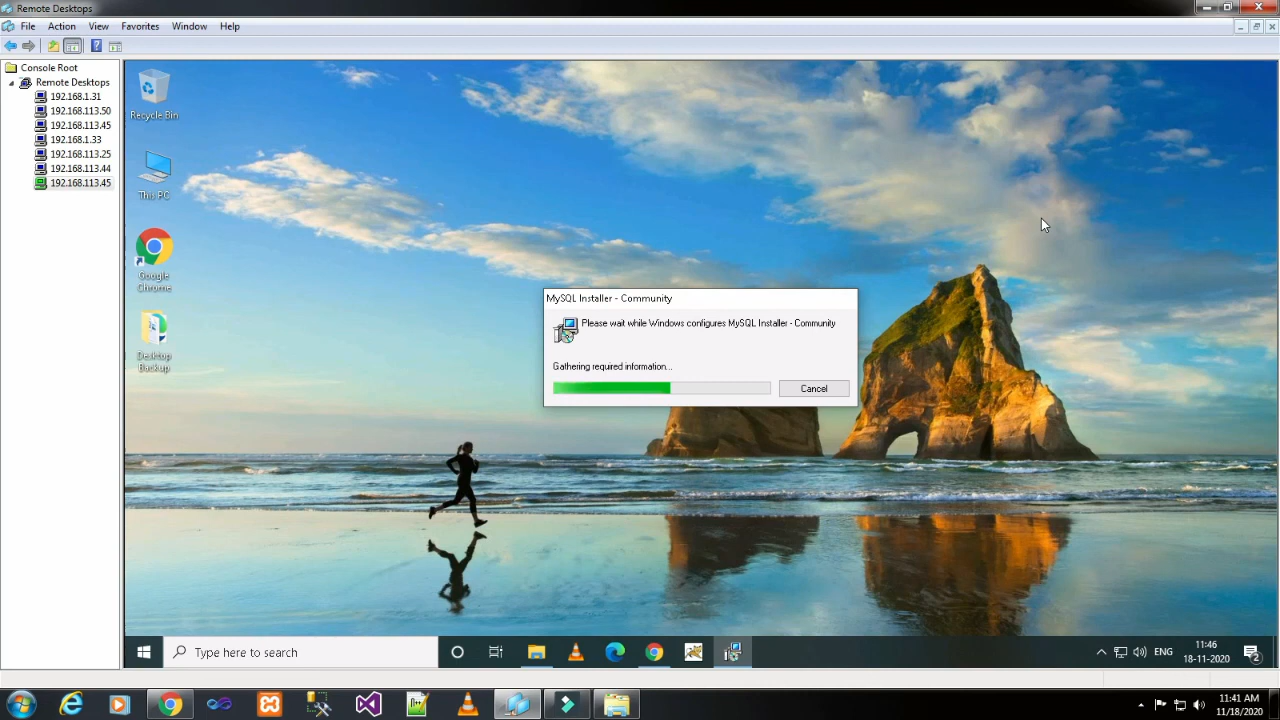 Remote Desktops
File Action View Favorites Window Help
Console Root
Remote Desktops
192.168.1.31
192.168.113.50
192.168.113.45
192.168.1.33
192.168.113.25
192.168.113.44
192.168.113.45
Recycle Bin
This PC
Google
Chrome
Desktop
Backup
MySQL Installer - Community
Please wait while Windows configures MySQL Installer - Community
Gathering required information...
Cancel
Type here to search
ENG
11:46
18-11-2020
2
11:41 AM
11/18/2020